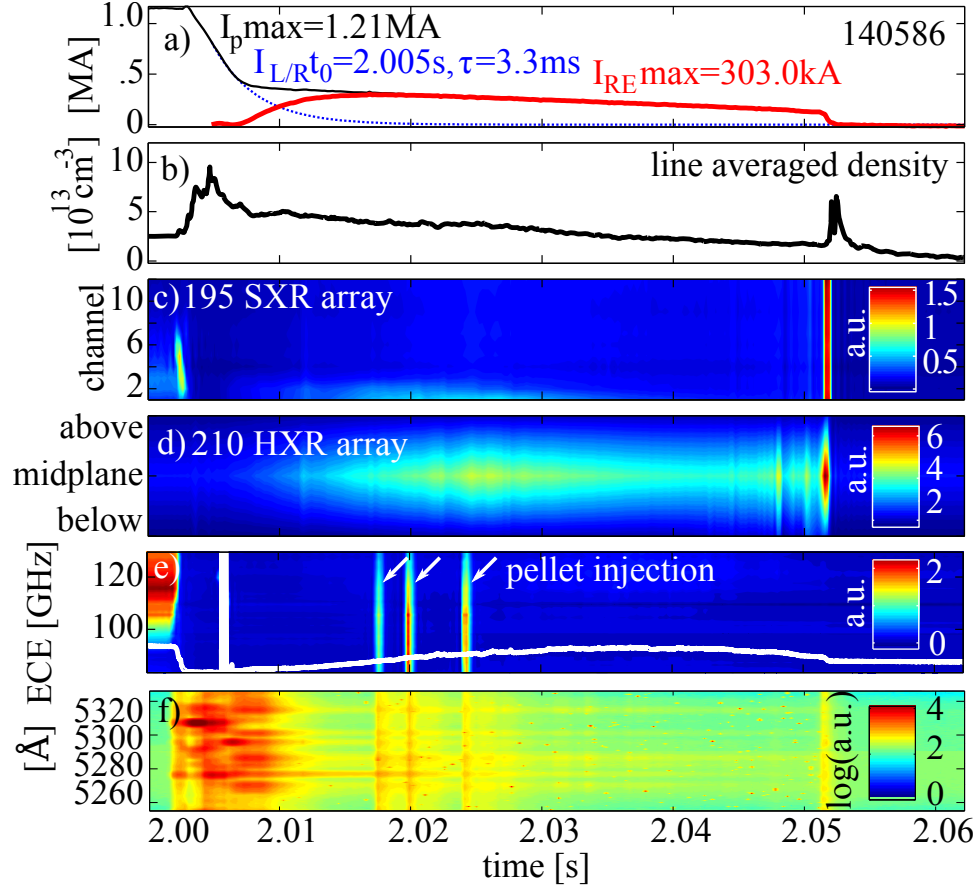 a)
I_p max=1.21MA
140586
I_L/R t_0=2.005s, τ=3.3ms
I_RE max=303.0kA
[MA]
1.0
.5
0
b)
line averaged density
[10^13 cm^-3]
10
5
0
c) 195 SXR array
channel
10
6
2
a.u.
1.5
1
0.5
d) 210 HXR array
above
midplane
below
a.u.
6
4
2
e)
pellet injection
ECE [GHz]
120
100
a.u.
2
0
f)
[Å]
5320
5300
5280
5260
log(a.u.)
4
2
0
2.00 2.01 2.02 2.03 2.04 2.05 2.06
time [s]